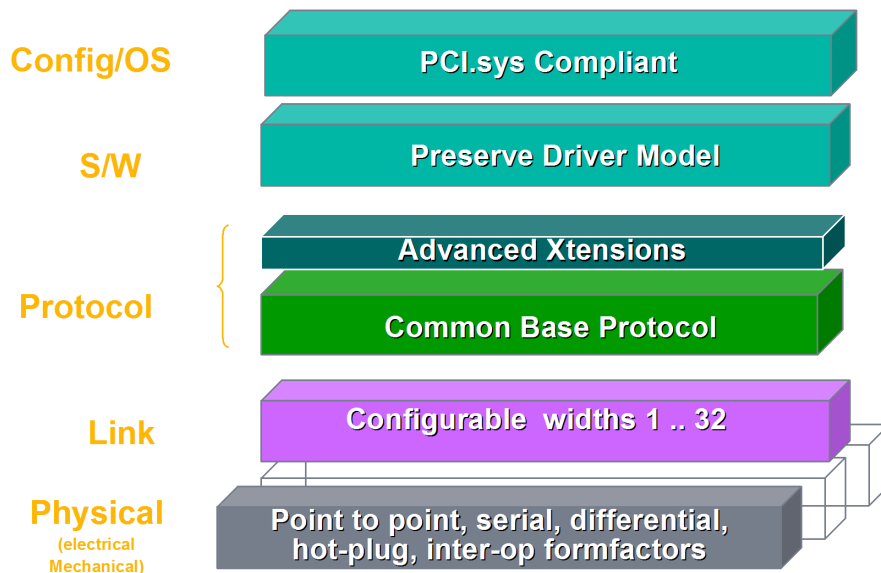 Config/OS
PCI.sys Compliant
S/W
Preserve Driver Model
Advanced Xtensions
Protocol
Common Base Protocol
Link
Configurable widths 1 .. 32
Physical
(electrical
Mechanical)
Point to point, serial, differential,
hot-plug, inter-op formfactors